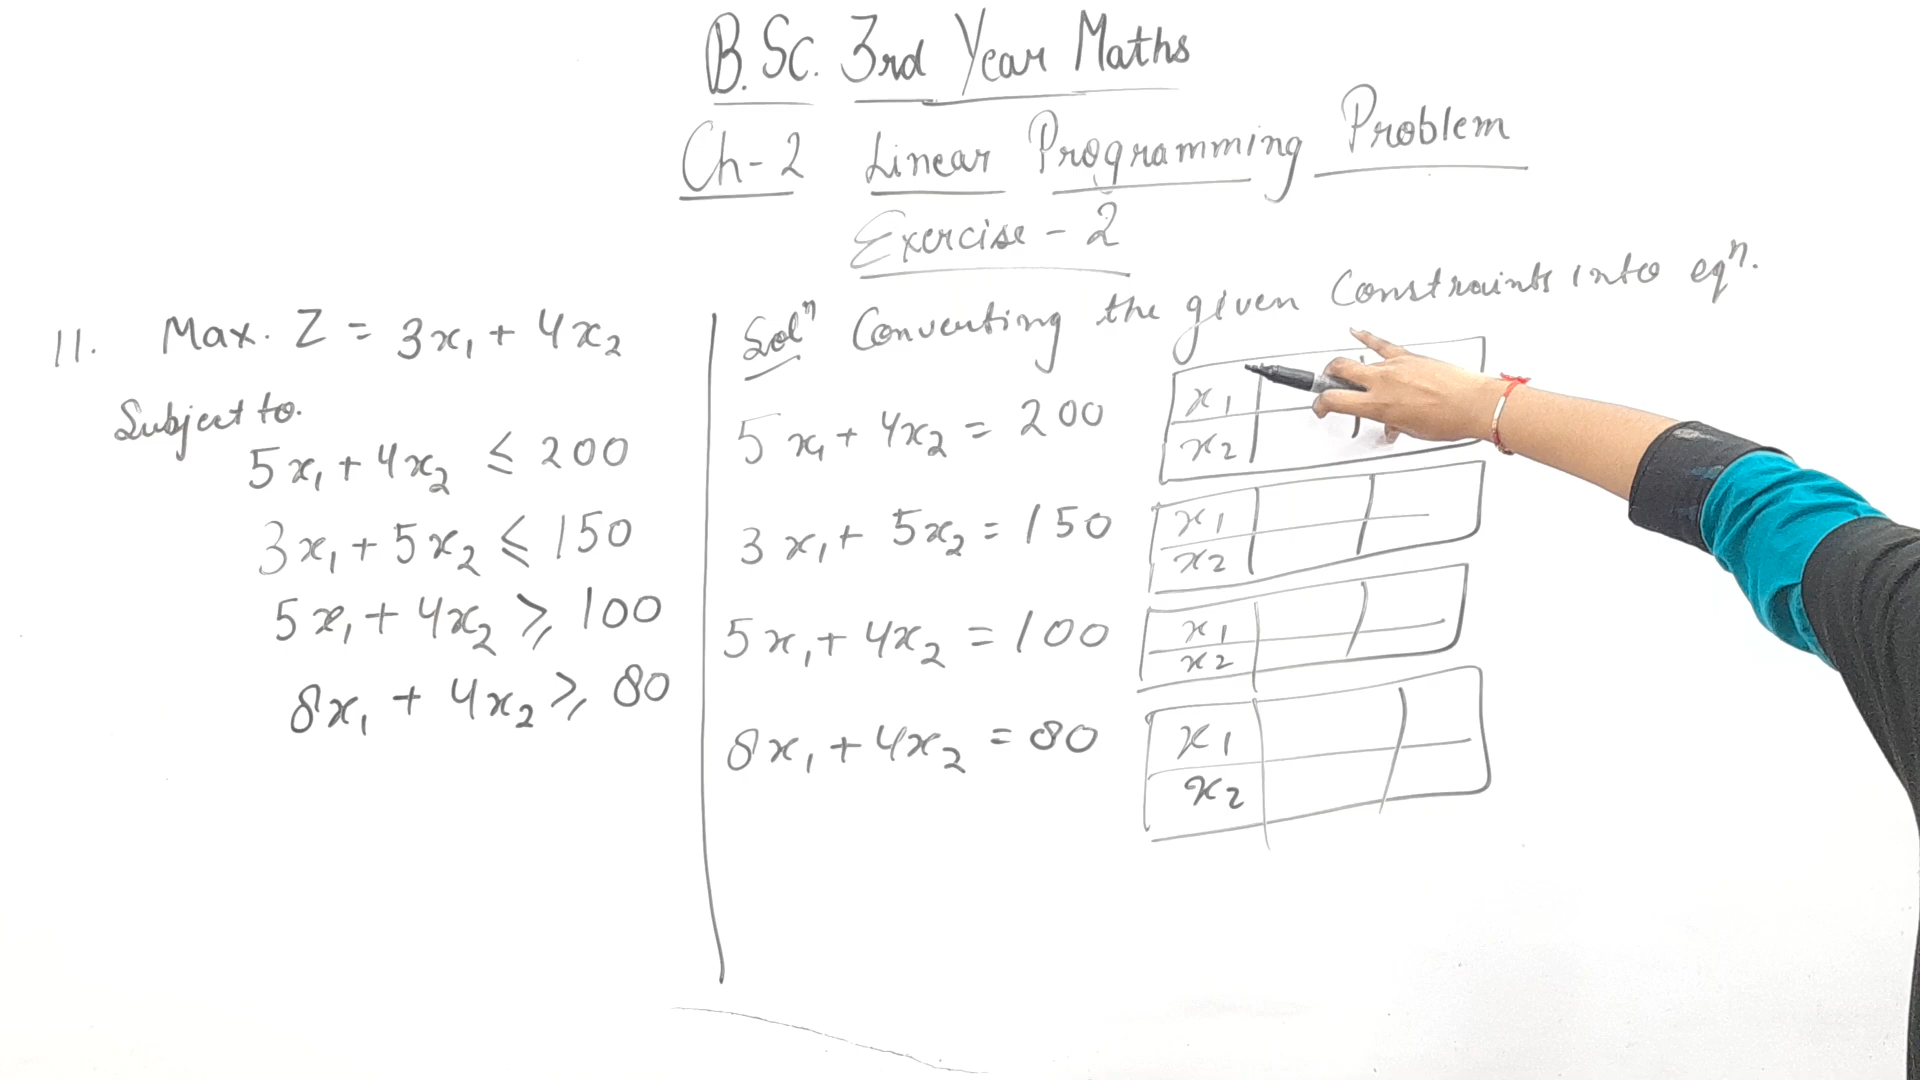 B.Sc. 3rd Year Maths
Ch-2 Linear Programming Problem
Exercise - 2
11. Max. Z = 3x₁ + 4x₂
Subject to.
5x₁ + 4x₂ ≤ 200
3x₁ + 5x₂ ≤ 150
5x₁ + 4x₂ ≥ 100
8x₁ + 4x₂ ≥ 80
Solⁿ Converting the given Constraints into eqⁿ.
5x₁ + 4x₂ = 200
x₁
x₂
3x₁ + 5x₂ = 150
x₁
x₂
5x₁ + 4x₂ = 100
x₁
x₂
8x₁ + 4x₂ = 80
x₁
x₂